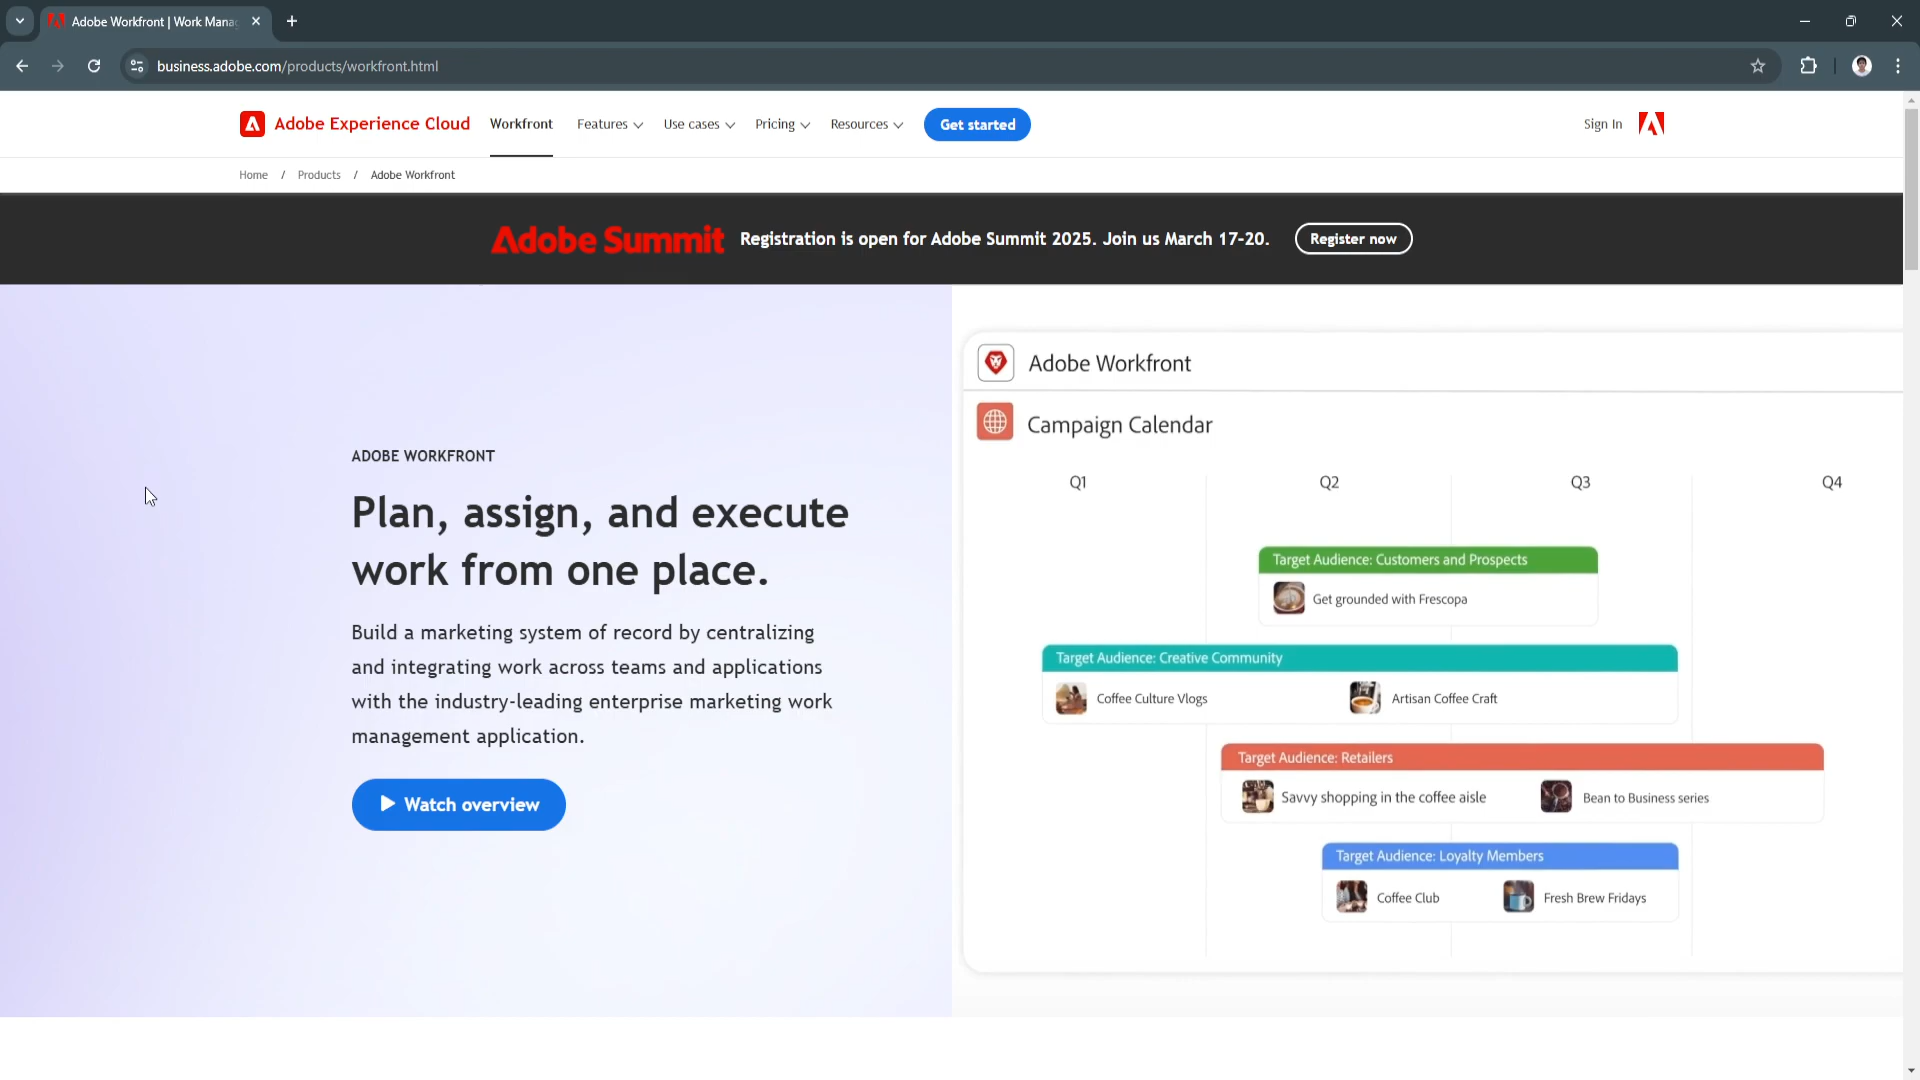 Adobe Workfront | Work Mana
business.adobe.com/products/workfront.html
Adobe Experience Cloud Workfront Features Use cases Pricing Resources Get started Sign In
Home / Products / Adobe Workfront
Adobe Summit Registration is open for Adobe Summit 2025. Join us March 17-20. Register now
ADOBE WORKFRONT
Plan, assign, and execute
work from one place.
Build a marketing system of record by centralizing
and integrating work across teams and applications
with the industry-leading enterprise marketing work
management application.
Watch overview
Adobe Workfront
Campaign Calendar
Q1 Q2 Q3 Q4
Target Audience: Customers and Prospects
Get grounded with Frescopa
Target Audience: Creative Community
Coffee Culture Vlogs Artisan Coffee Craft
Target Audience: Retailers
Savvy shopping in the coffee aisle Bean to Business series
Target Audience: Loyalty Members
Coffee Club Fresh Brew Fridays